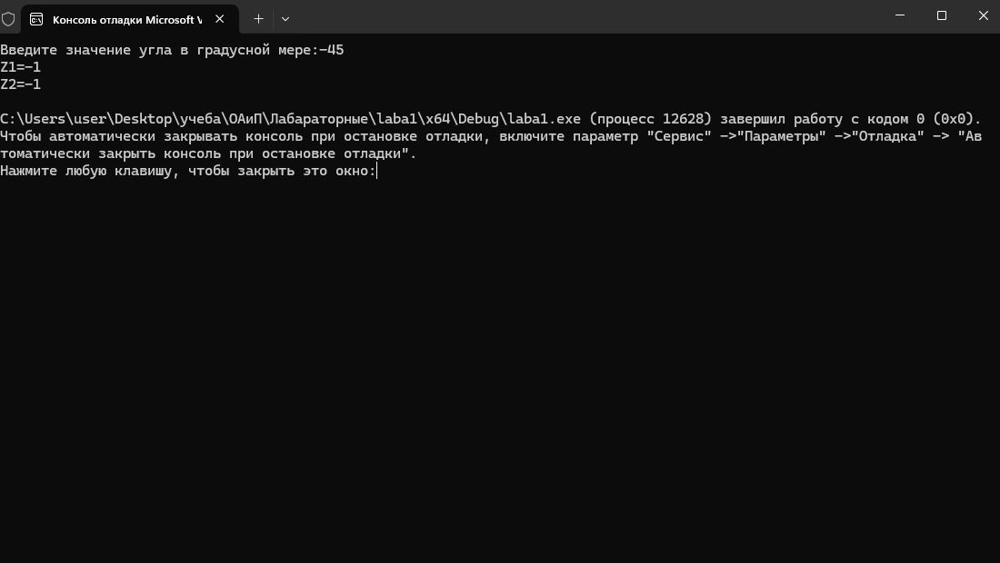 Консоль отладки Microsoft V
Введите значение угла в градусной мере:-45
Z1=-1
Z2=-1
C:\Users\user\Desktop\учеба\ОАиП\Лабараторные\laba1\x64\Debug\laba1.exe (процесс 12628) завершил работу с кодом 0 (0x0).
Чтобы автоматически закрывать консоль при остановке отладки, включите параметр "Сервис" ->"Параметры" ->"Отладка" -> "Ав
томатически закрыть консоль при остановке отладки".
Нажмите любую клавишу, чтобы закрыть это окно: